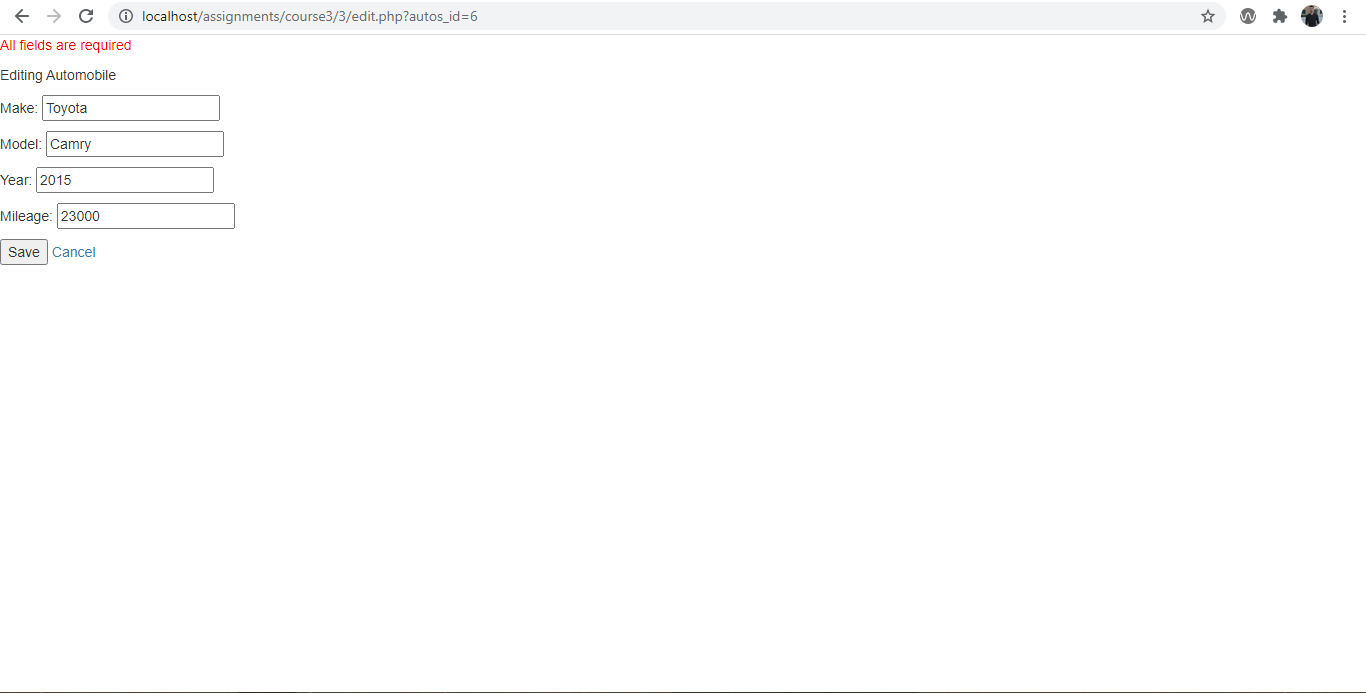 localhost/assignments/course3/3/edit.php?autos_id=6
All fields are required
Editing Automobile
Make: Toyota
Model: Camry
Year: 2015
Mileage: 23000
Save Cancel